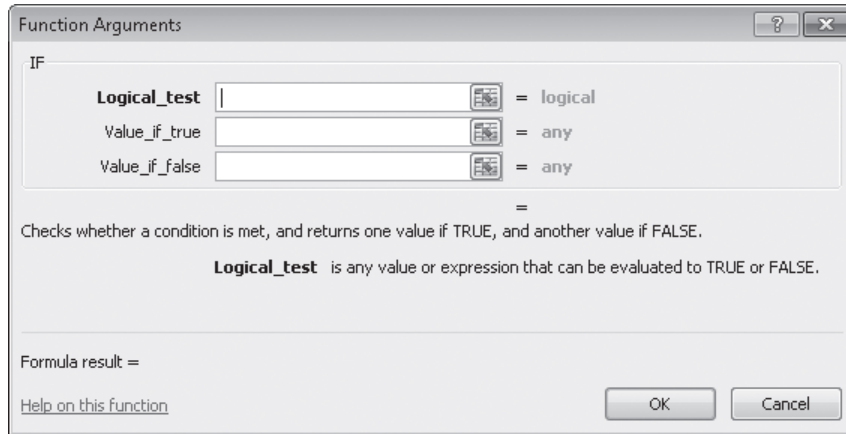 Function Arguments ?
IF
Logical_test = logical
Value_if_true = any
Value_if_false = any
=
Checks whether a condition is met, and returns one value if TRUE, and another value if FALSE.
Logical_test is any value or expression that can be evaluated to TRUE or FALSE.
Formula result =
Help on this function OK Cancel